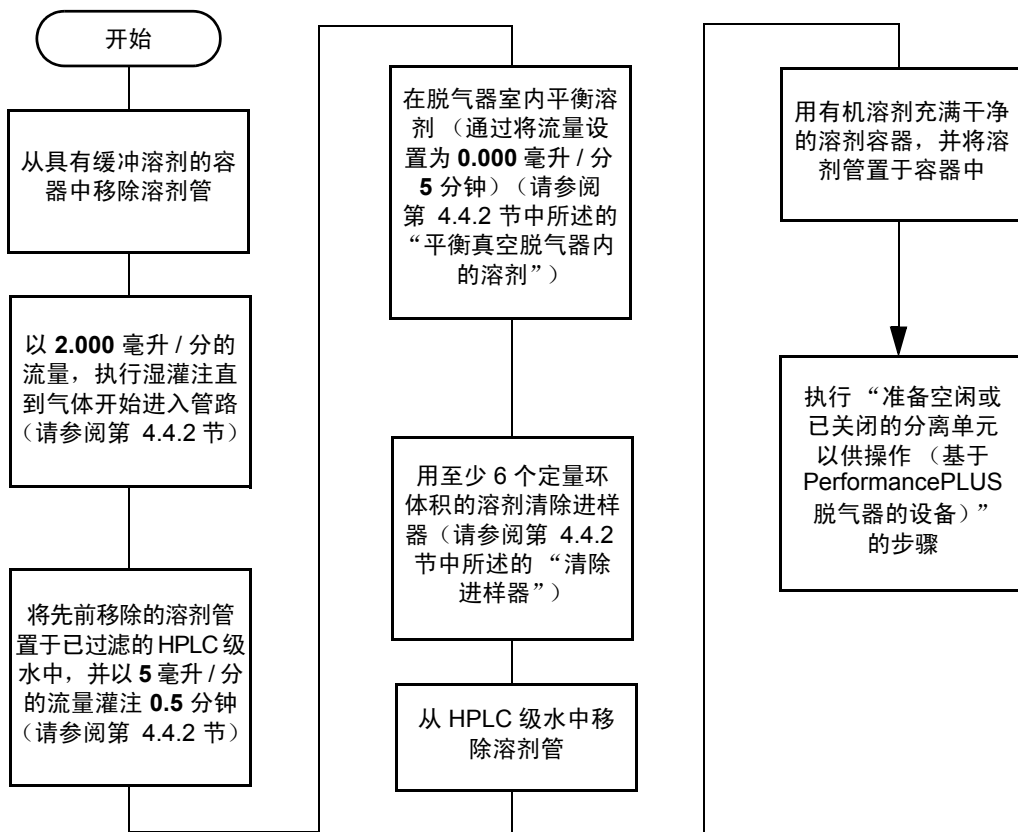 开始
从具有缓冲溶剂的容
器中移除溶剂管
以 2.000 毫升 / 分的
流量，执行湿灌注直
到气体开始进入管路
（请参阅第 4.4.2 节）
将先前移除的溶剂管
置于已过滤的 HPLC 级
水中，并以 5 毫升 / 分
的流量灌注 0.5 分钟
（请参阅第 4.4.2 节）
在脱气器室内平衡溶
剂 （通过将流量设
置为 0.000 毫升 / 分
5 分钟）（请参阅
第 4.4.2 节中所述的
“平衡真空脱气器内
的溶剂”）
用至少 6 个定量环
体积的溶剂清除进样
器（请参阅第 4.4.2
节中所述的 “清除
进样器”）
从 HPLC 级水中移
除溶剂管
用有机溶剂充满干净
的溶剂容器，并将溶
剂管置于容器中
执行 “准备空闲或
已关闭的分离单元
以供操作 （基于
PerformancePLUS
脱气器的设备）”
的步骤